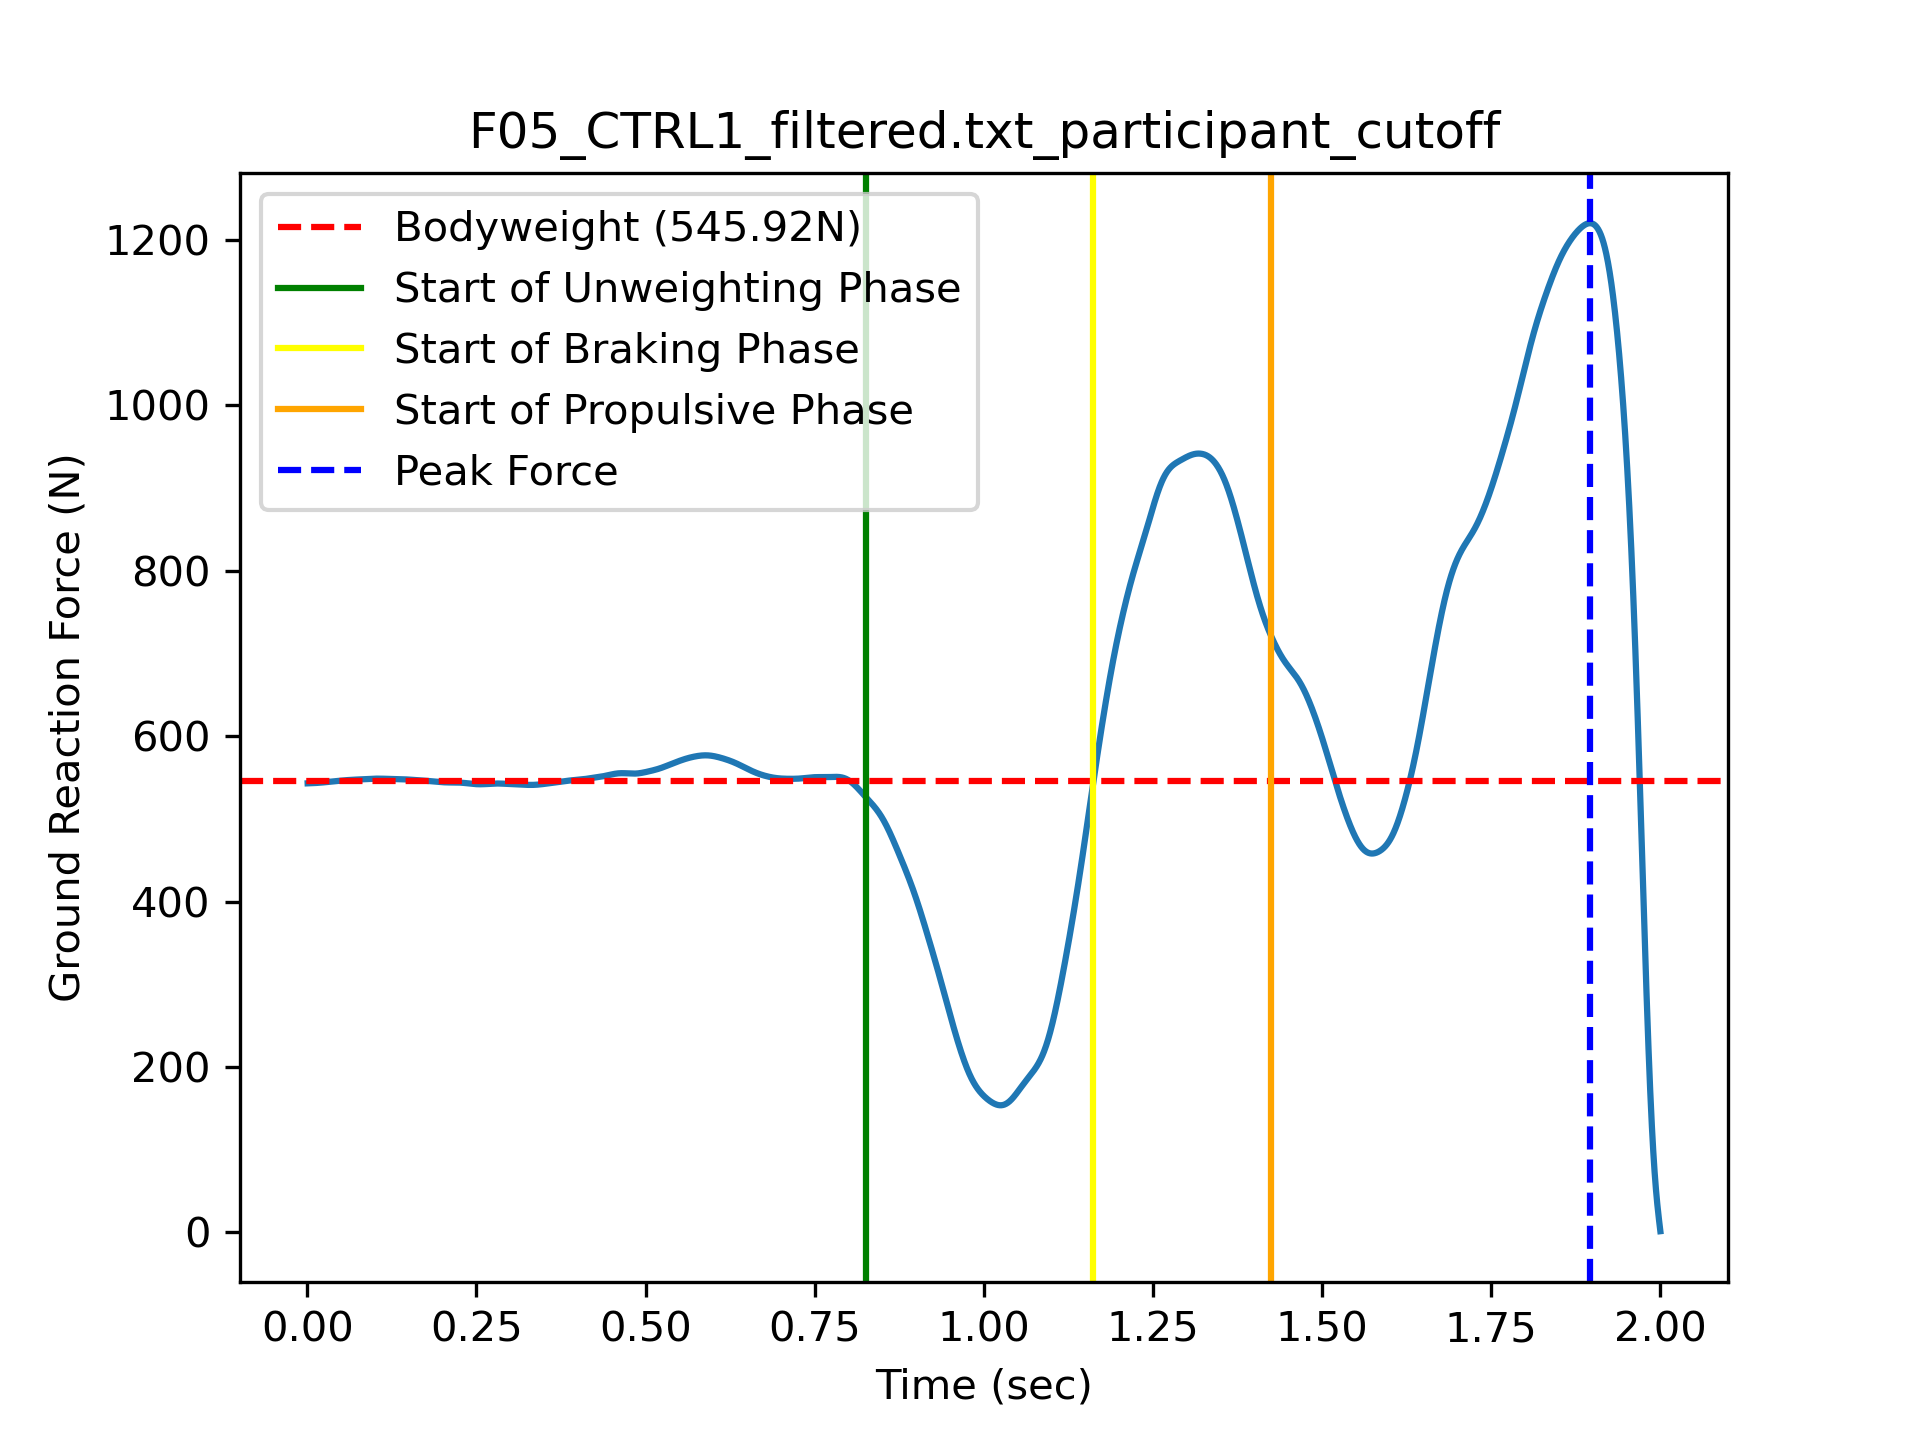 F05_CTRL1_filtered.txt_participant_cutoff
Bodyweight (545.92N)
Start of Unweighting Phase
Start of Braking Phase
Start of Propulsive Phase
Peak Force
Ground Reaction Force (N)
1200
1000
800
600
400
200
0
0.00 0.25 0.50 0.75 1.00 1.25 1.50 1.75 2.00
Time (sec)